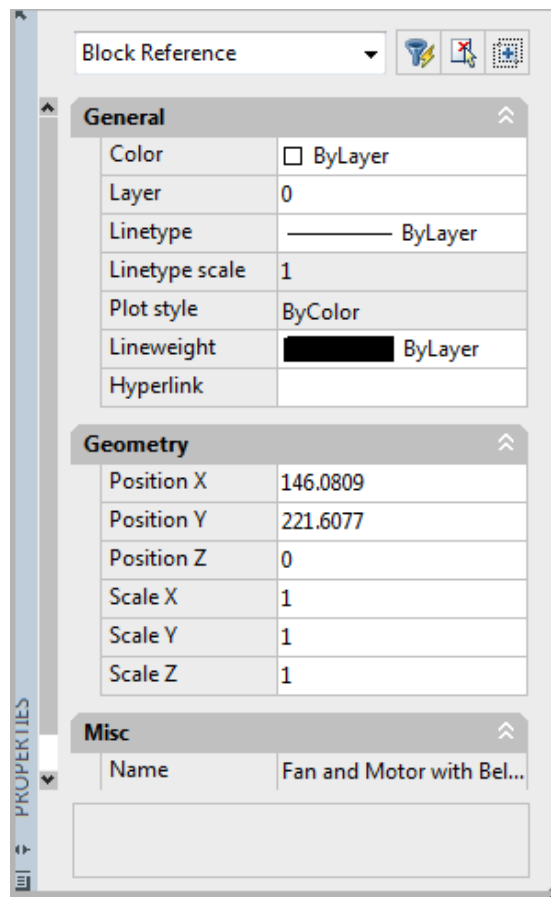 Block Reference
General
Color ByLayer
Layer 0
Linetype ByLayer
Linetype scale 1
Plot style ByColor
Lineweight ByLayer
Hyperlink
Geometry
Position X 146.0809
Position Y 221.6077
Position Z 0
Scale X 1
Scale Y 1
Scale Z 1
Misc
Name Fan and Motor with Bel...
PROPERTIES